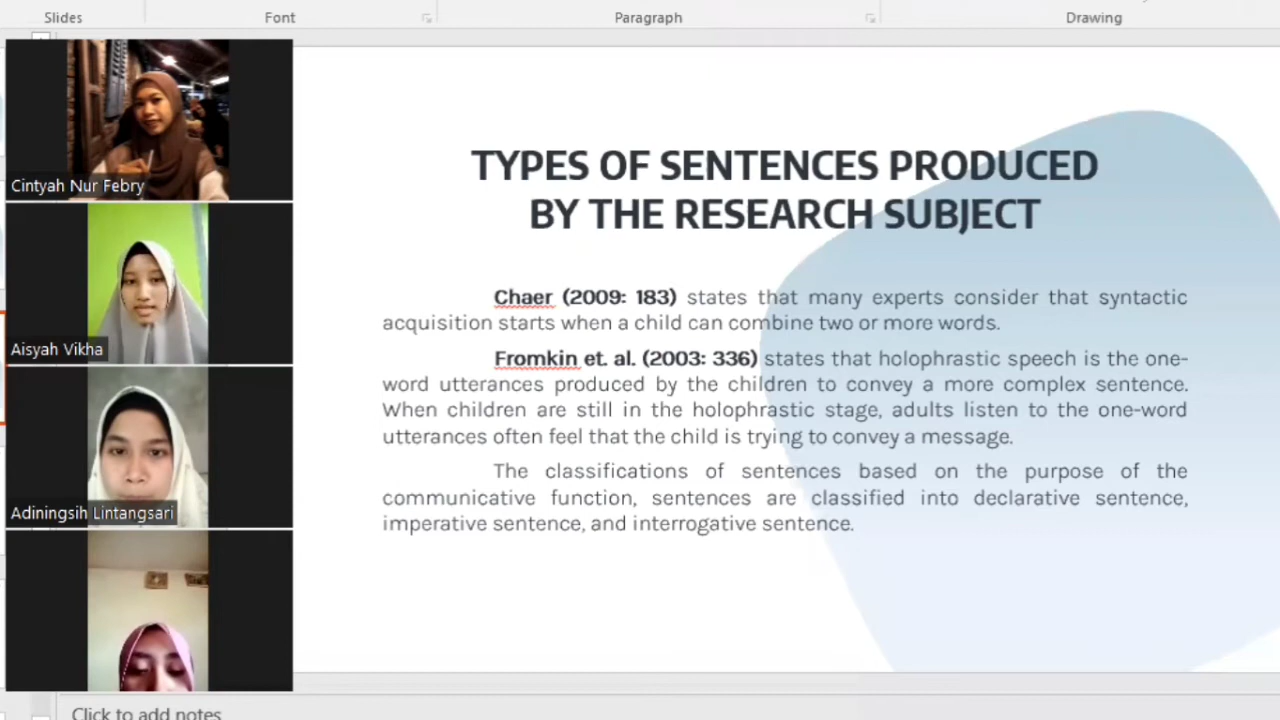 Slides
Font
Paragraph
Drawing
Cintyah Nur Febry
Aisyah Vikha
Adiningsih Lintangsari
TYPES OF SENTENCES PRODUCED
BY THE RESEARCH SUBJECT
Chaer (2009: 183) states that many experts consider that syntactic
acquisition starts when a child can combine two or more words.
Fromkin et. al. (2003: 336) states that holophrastic speech is the one-
word utterances produced by the children to convey a more complex sentence.
When children are still in the holophrastic stage, adults listen to the one-word
utterances often feel that the child is trying to convey a message.
The classifications of sentences based on the purpose of the
communicative function, sentences are classified into declarative sentence,
imperative sentence, and interrogative sentence.
Click to add notes